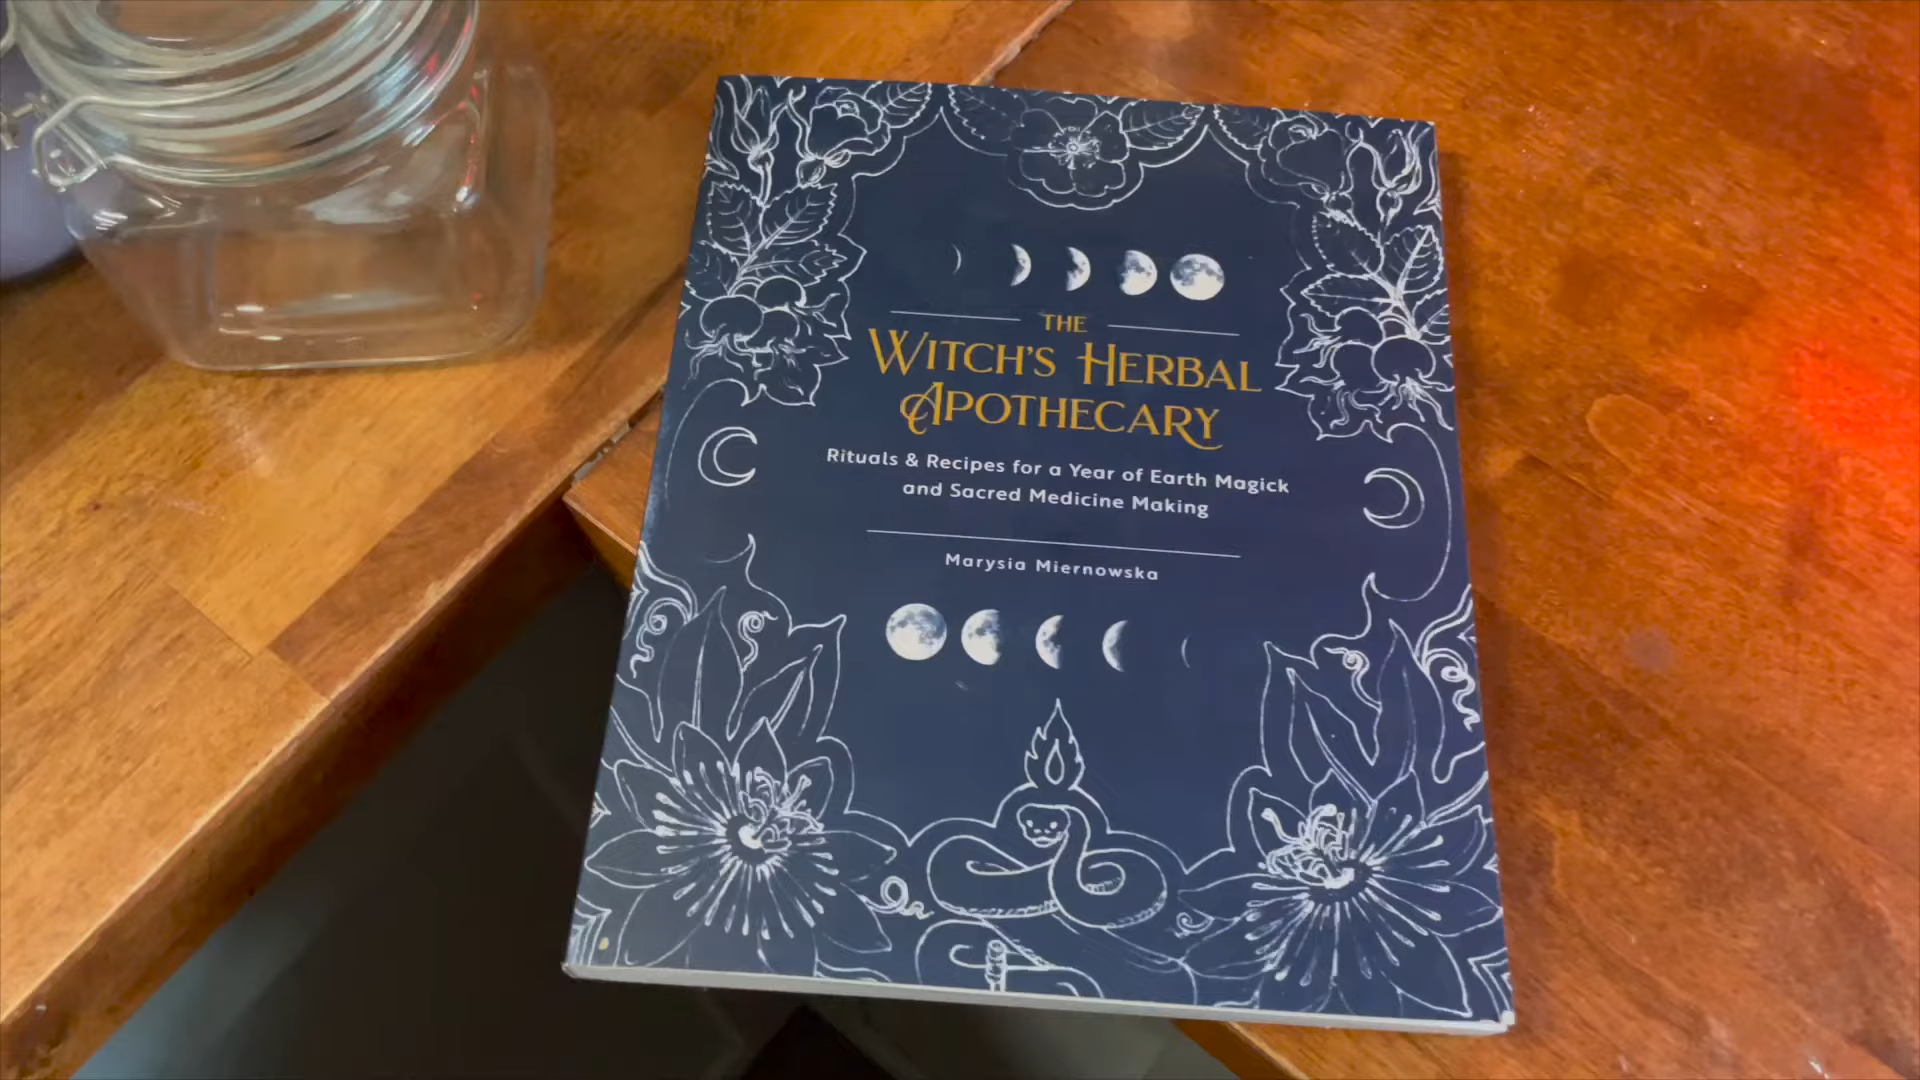 THE
WITCH'S HERBAL
APOTHECARY
Rituals & Recipes for a Year of Earth Magick
and Sacred Medicine Making
Marysia Miernowska